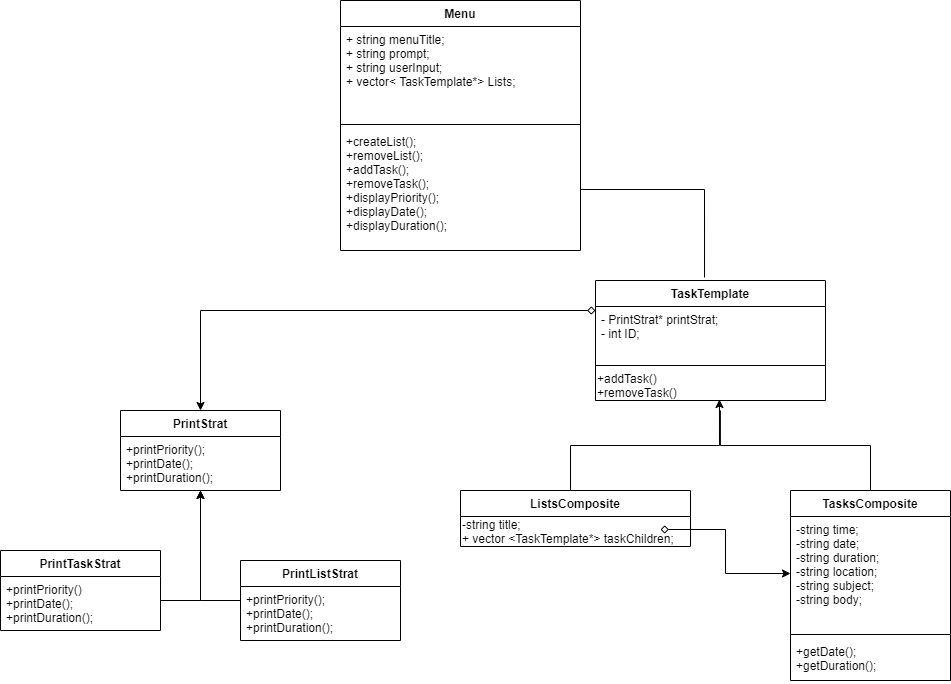 Menu
+ string menuTitle;
+ string prompt;
+ string userInput;
+ vector< TaskTemplate*> Lists;
+createList();
+removeList();
+addTask();
+removeTask();
+displayPriority();
+displayDate();
+displayDuration();
TaskTemplate
- PrintStrat* printStrat;
- int ID;
+addTask()
+removeTask()
PrintStrat
+printPriority();
+printDate();
+printDuration();
ListsComposite
-string title;
+ vector <TaskTemplate*> taskChildren;
TasksComposite
-string time;
-string date;
-string duration;
-string location;
-string subject;
-string body;
+getDate();
+getDuration();
PrintTaskStrat
+printPriority()
+printDate();
+printDuration();
PrintListStrat
+printPriority();
+printDate();
+printDuration();